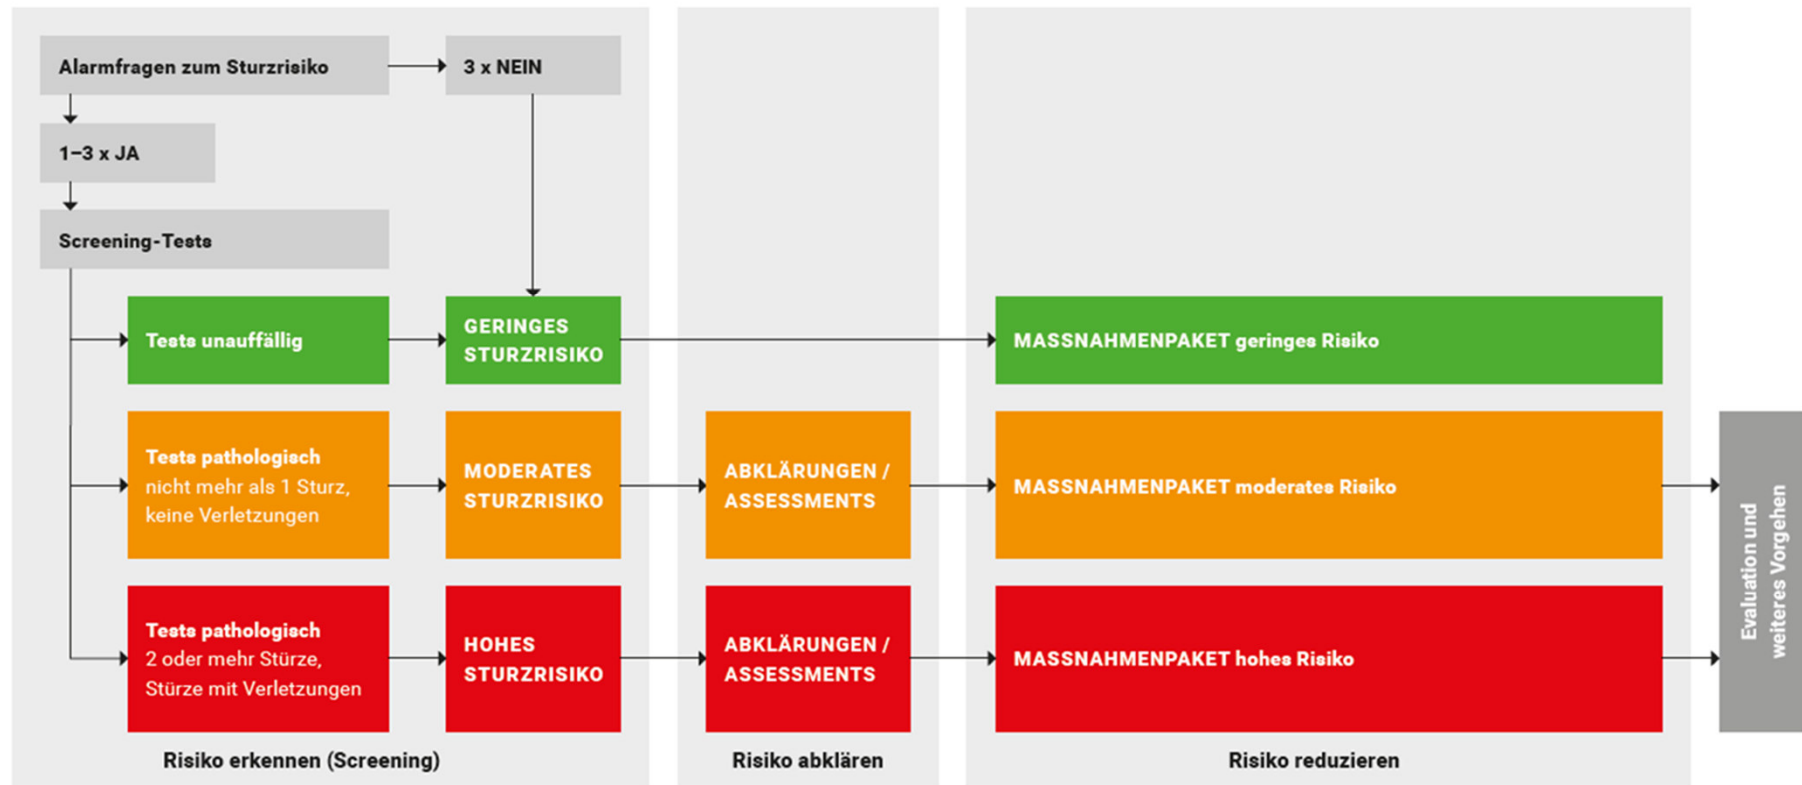 Alarmfragen zum Sturzrisiko
3 x NEIN
1–3 x JA
Screening-Tests
Tests unauffällig
GERINGES
STURZRISIKO
MASSNAHMENPAKET geringes Risiko
Tests pathologisch
nicht mehr als 1 Sturz,
keine Verletzungen
MODERATES
STURZRISIKO
ABKLÄRUNGEN /
ASSESSMENTS
MASSNAHMENPAKET moderates Risiko
Tests pathologisch
2 oder mehr Stürze,
Stürze mit Verletzungen
HOHES
STURZRISIKO
ABKLÄRUNGEN /
ASSESSMENTS
MASSNAHMENPAKET hohes Risiko
Evaluation und
weiteres Vorgehen
Risiko erkennen (Screening)
Risiko abklären
Risiko reduzieren